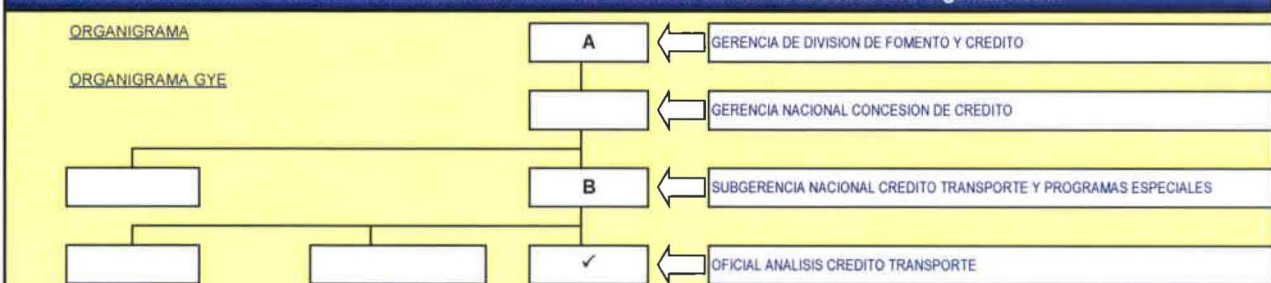 ORGANIGRAMA
A
GERENCIA DE DIVISION DE FOMENTO Y CREDITO
ORGANIGRAMA GYE
GERENCIA NACIONAL CONCESION DE CREDITO
B
SUBGERENCIA NACIONAL CREDITO TRANSPORTE Y PROGRAMAS ESPECIALES
✓
OFICIAL ANALISIS CREDITO TRANSPORTE